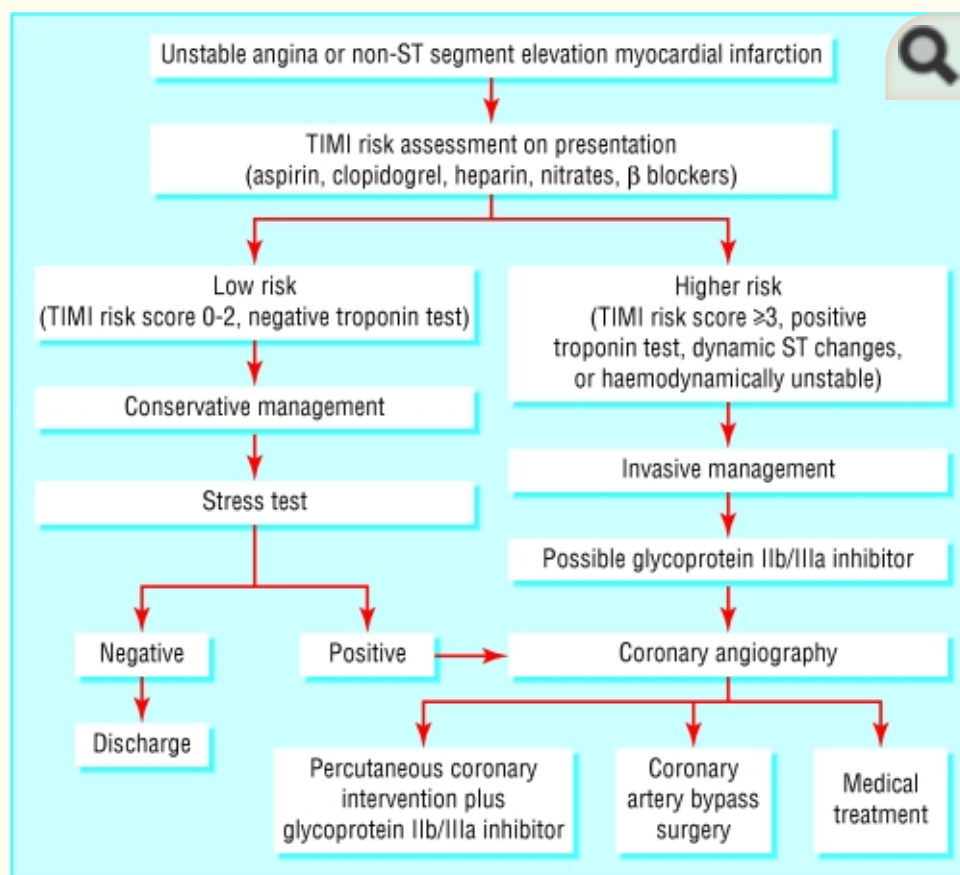 Unstable angina or non-ST segment elevation myocardial infarction
TIMI risk assessment on presentation
(aspirin, clopidogrel, heparin, nitrates, β blockers)
Low risk
(TIMI risk score 0-2, negative troponin test)
Higher risk
(TIMI risk score ≥3, positive
troponin test, dynamic ST changes,
or haemodynamically unstable)
Conservative management
Invasive management
Stress test
Possible glycoprotein IIb/IIIa inhibitor
Negative
Positive
Coronary angiography
Discharge
Percutaneous coronary
intervention plus
glycoprotein IIb/IIIa inhibitor
Coronary
artery bypass
surgery
Medical
treatment